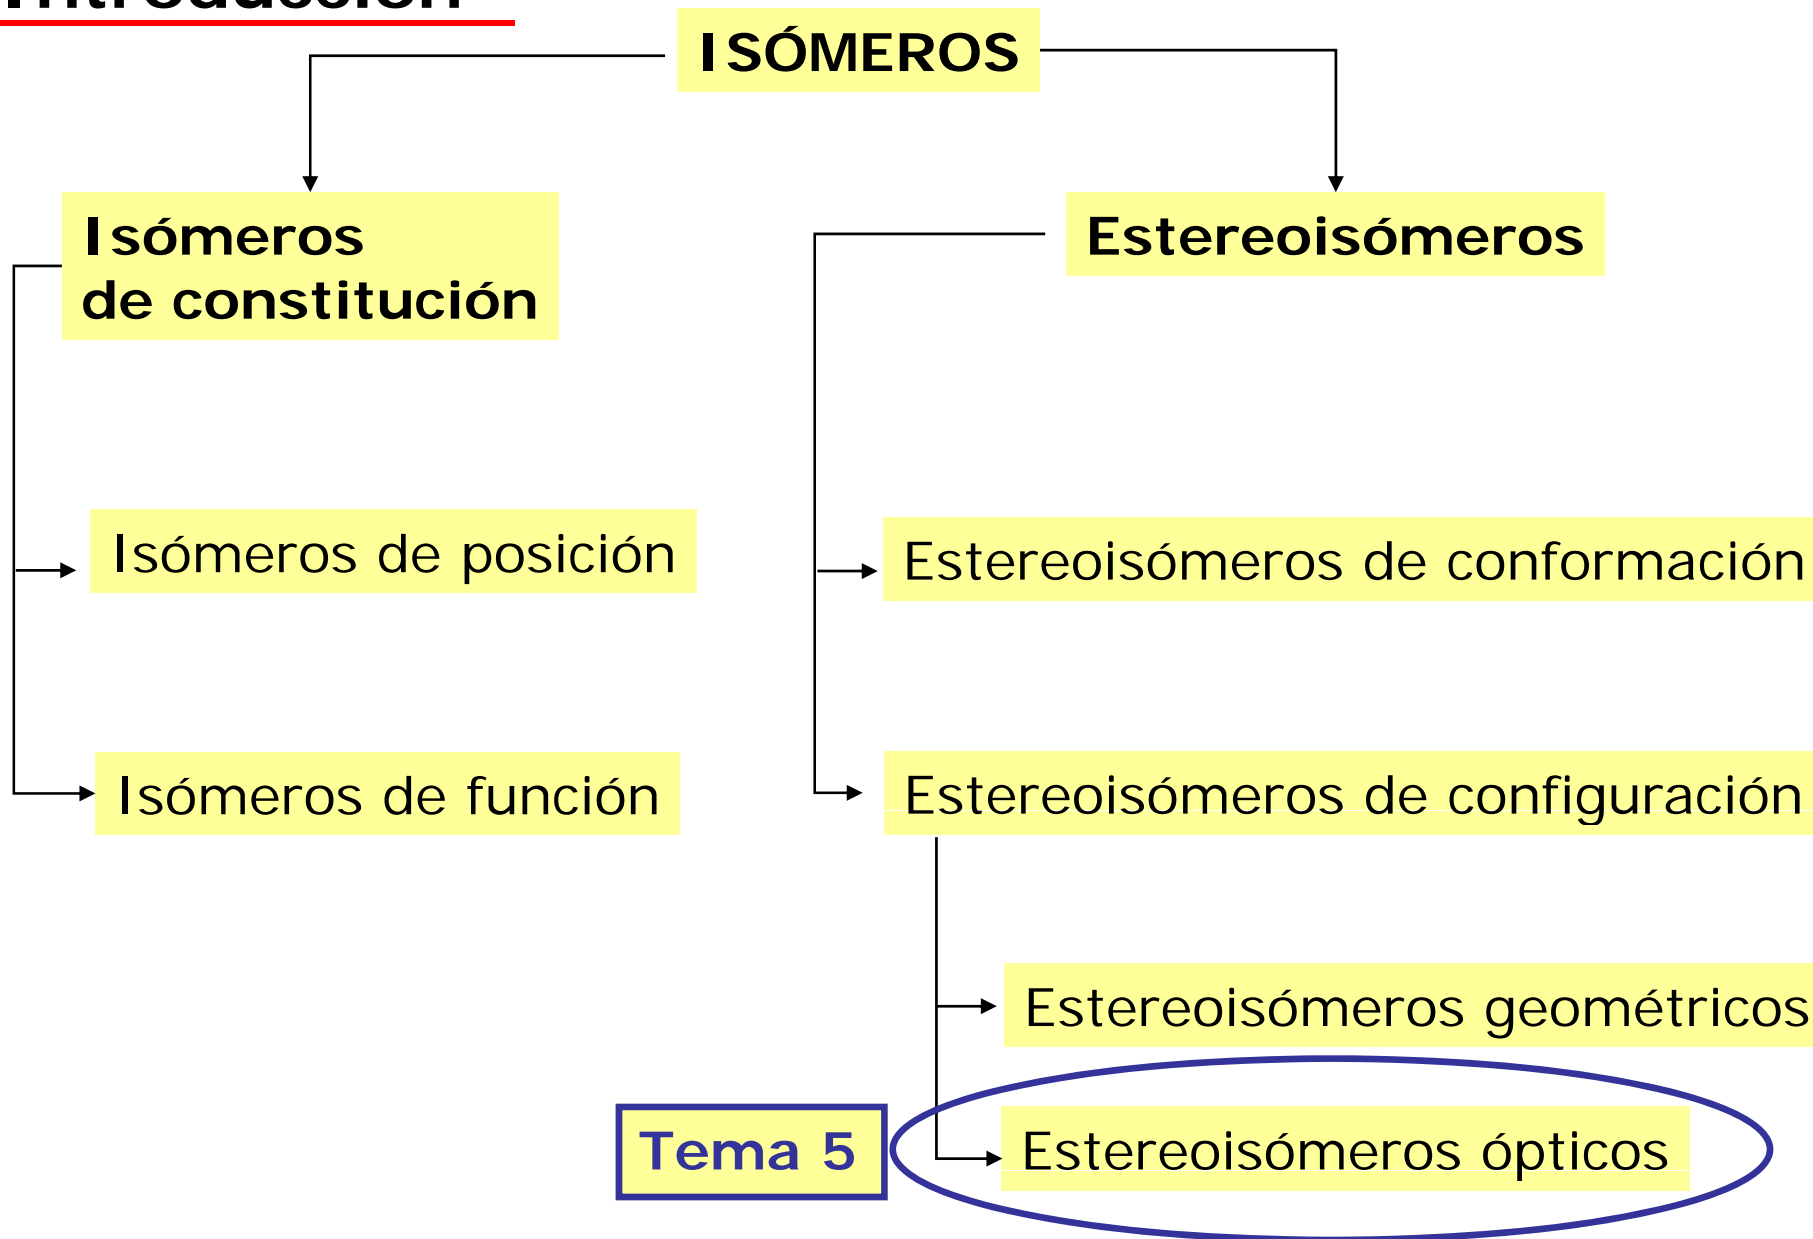 Introducción
ISÓMEROS
Isómeros
de constitución
Estereoisómeros
Isómeros de posición
Estereoisómeros de conformación
Isómeros de función
Estereoisómeros de configuración
Estereoisómeros geométricos
Tema 5
Estereoisómeros ópticos